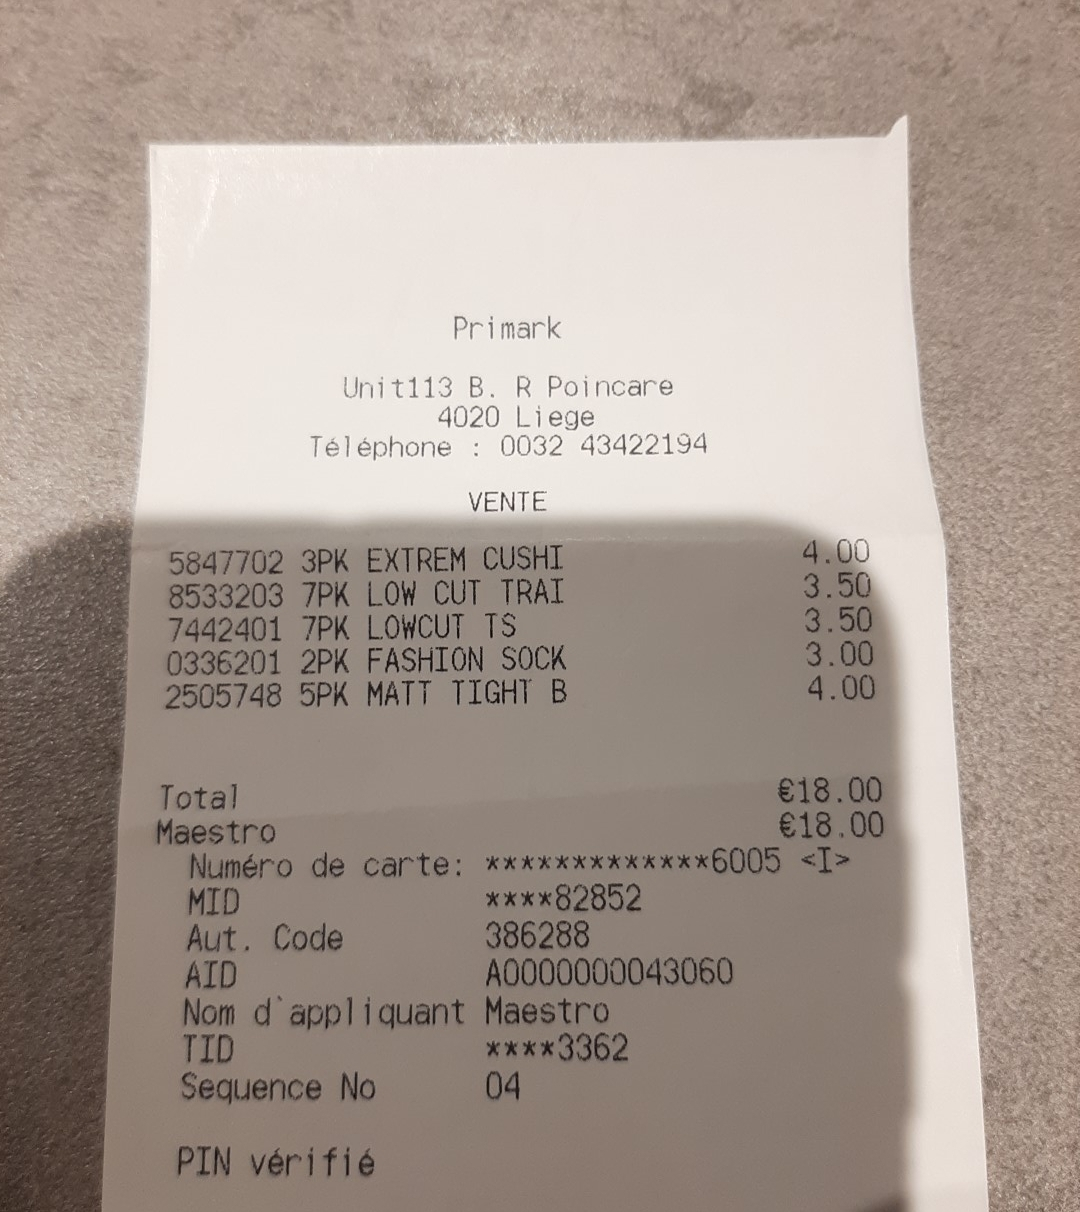 Primark
Unit113 B. R Poincare
4020 Liege
Téléphone : 0032 43422194
VENTE
5847702 3PK EXTREM CUSHI 4.00
8533203 7PK LOW CUT TRAI 3.50
7442401 7PK LOWCUT TS 3.50
0336201 2PK FASHION SOCK 3.00
2505748 5PK MATT TIGHT B 4.00
Total €18.00
Maestro €18.00
Numéro de carte: *************6005 <I>
MID ****82852
Aut. Code 386288
AID A0000000043060
Nom d`appliquant Maestro
TID ****3362
Sequence No 04
PIN vérifié